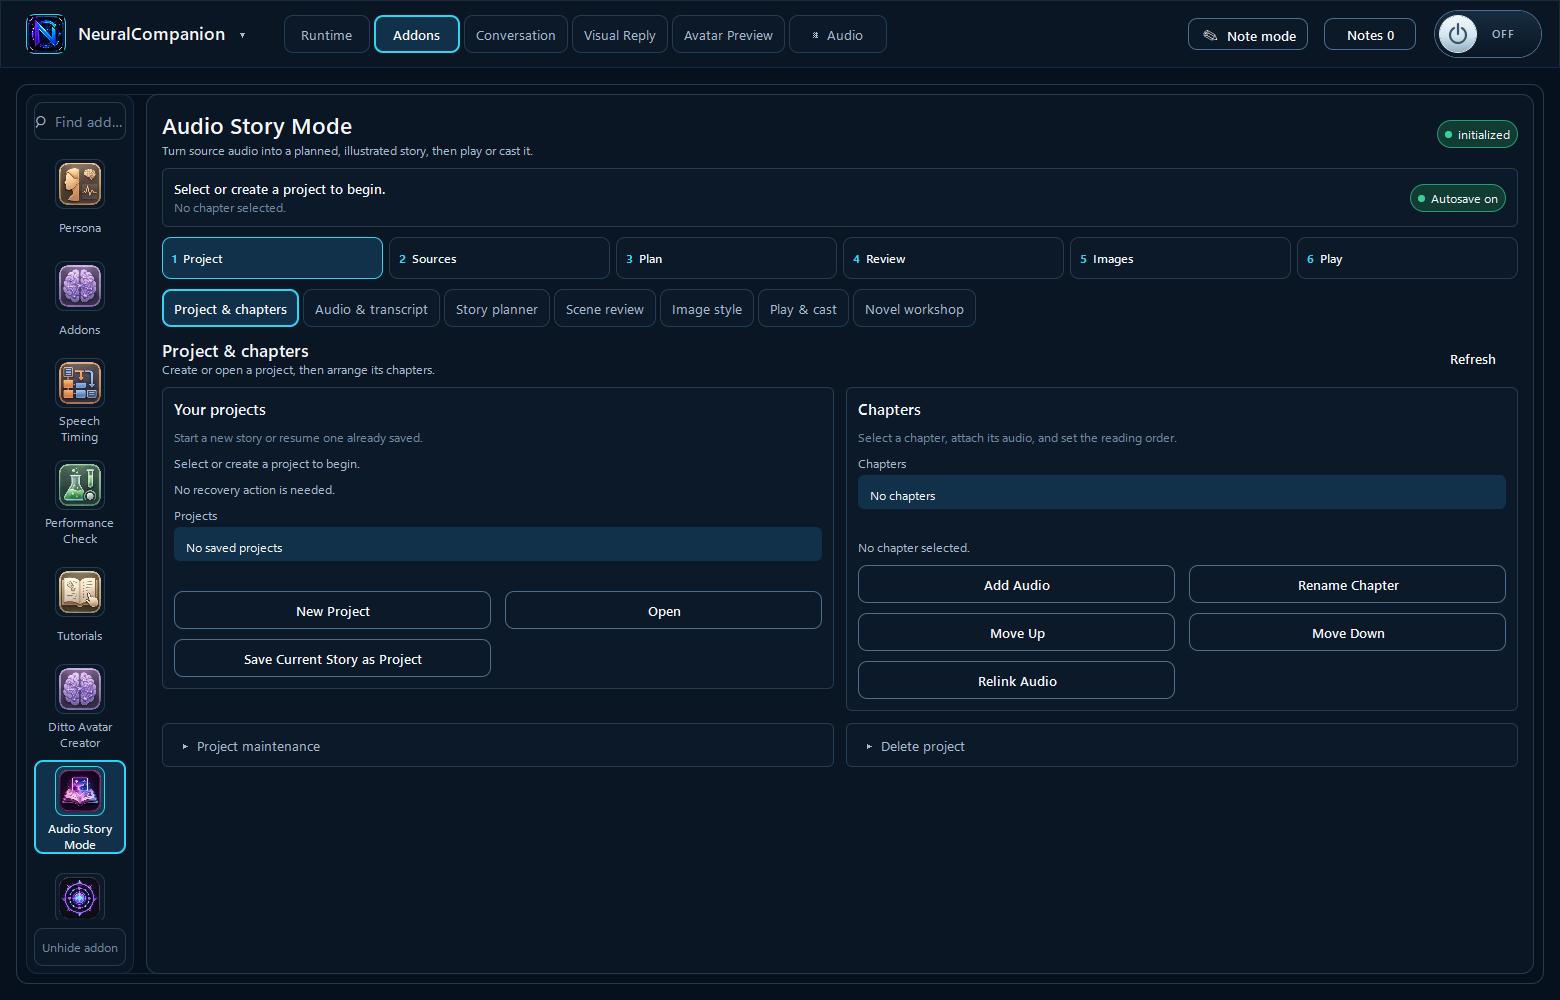 NeuralCompanion
Runtime
Addons
Conversation
Visual Reply
Avatar Preview
Audio
Note mode
Notes 0
OFF
Find add...
Persona
Addons
Speech
Timing
Performance
Check
Tutorials
Ditto Avatar
Creator
Audio Story
Mode
Unhide addon
Audio Story Mode
Turn source audio into a planned, illustrated story, then play or cast it.
initialized
Select or create a project to begin.
No chapter selected.
Autosave on
1 Project
2 Sources
3 Plan
4 Review
5 Images
6 Play
Project & chapters
Audio & transcript
Story planner
Scene review
Image style
Play & cast
Novel workshop
Project & chapters
Create or open a project, then arrange its chapters.
Refresh
Your projects
Start a new story or resume one already saved.
Select or create a project to begin.
No recovery action is needed.
Projects
No saved projects
New Project
Open
Save Current Story as Project
Chapters
Select a chapter, attach its audio, and set the reading order.
Chapters
No chapters
No chapter selected.
Add Audio
Rename Chapter
Move Up
Move Down
Relink Audio
Project maintenance
Delete project